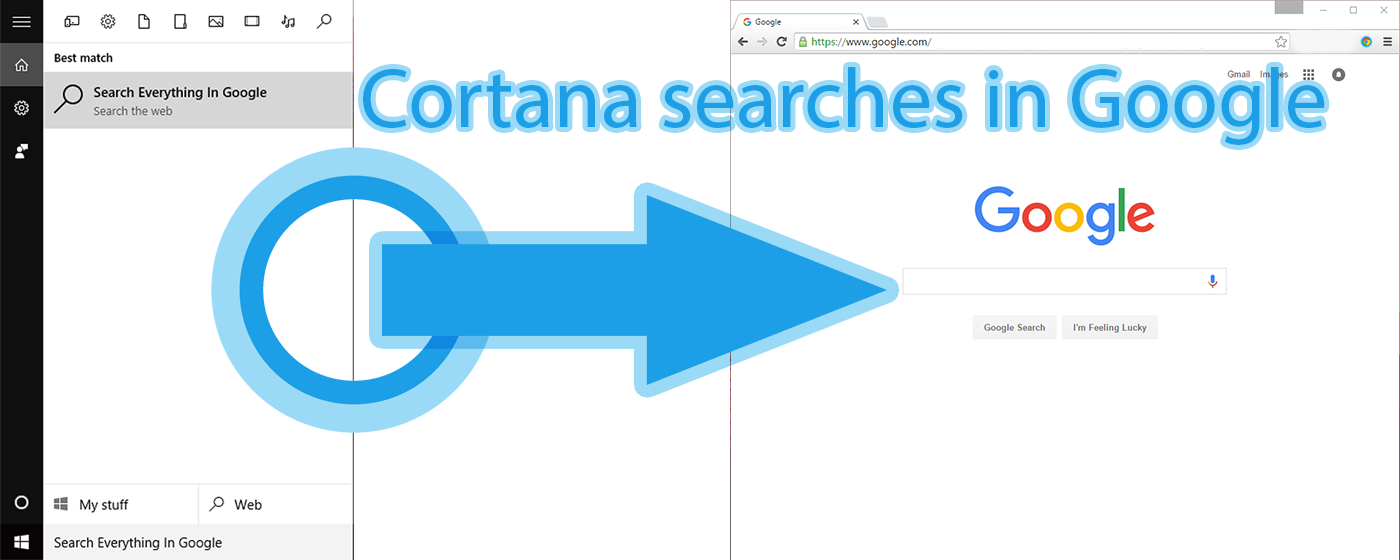 Best match
Search Everything In Google
Search the web
My stuff
Web
Search Everything In Google
Cortana searches in Google
Google
https://www.google.com/
Gmail Images
Google
Google Search I'm Feeling Lucky